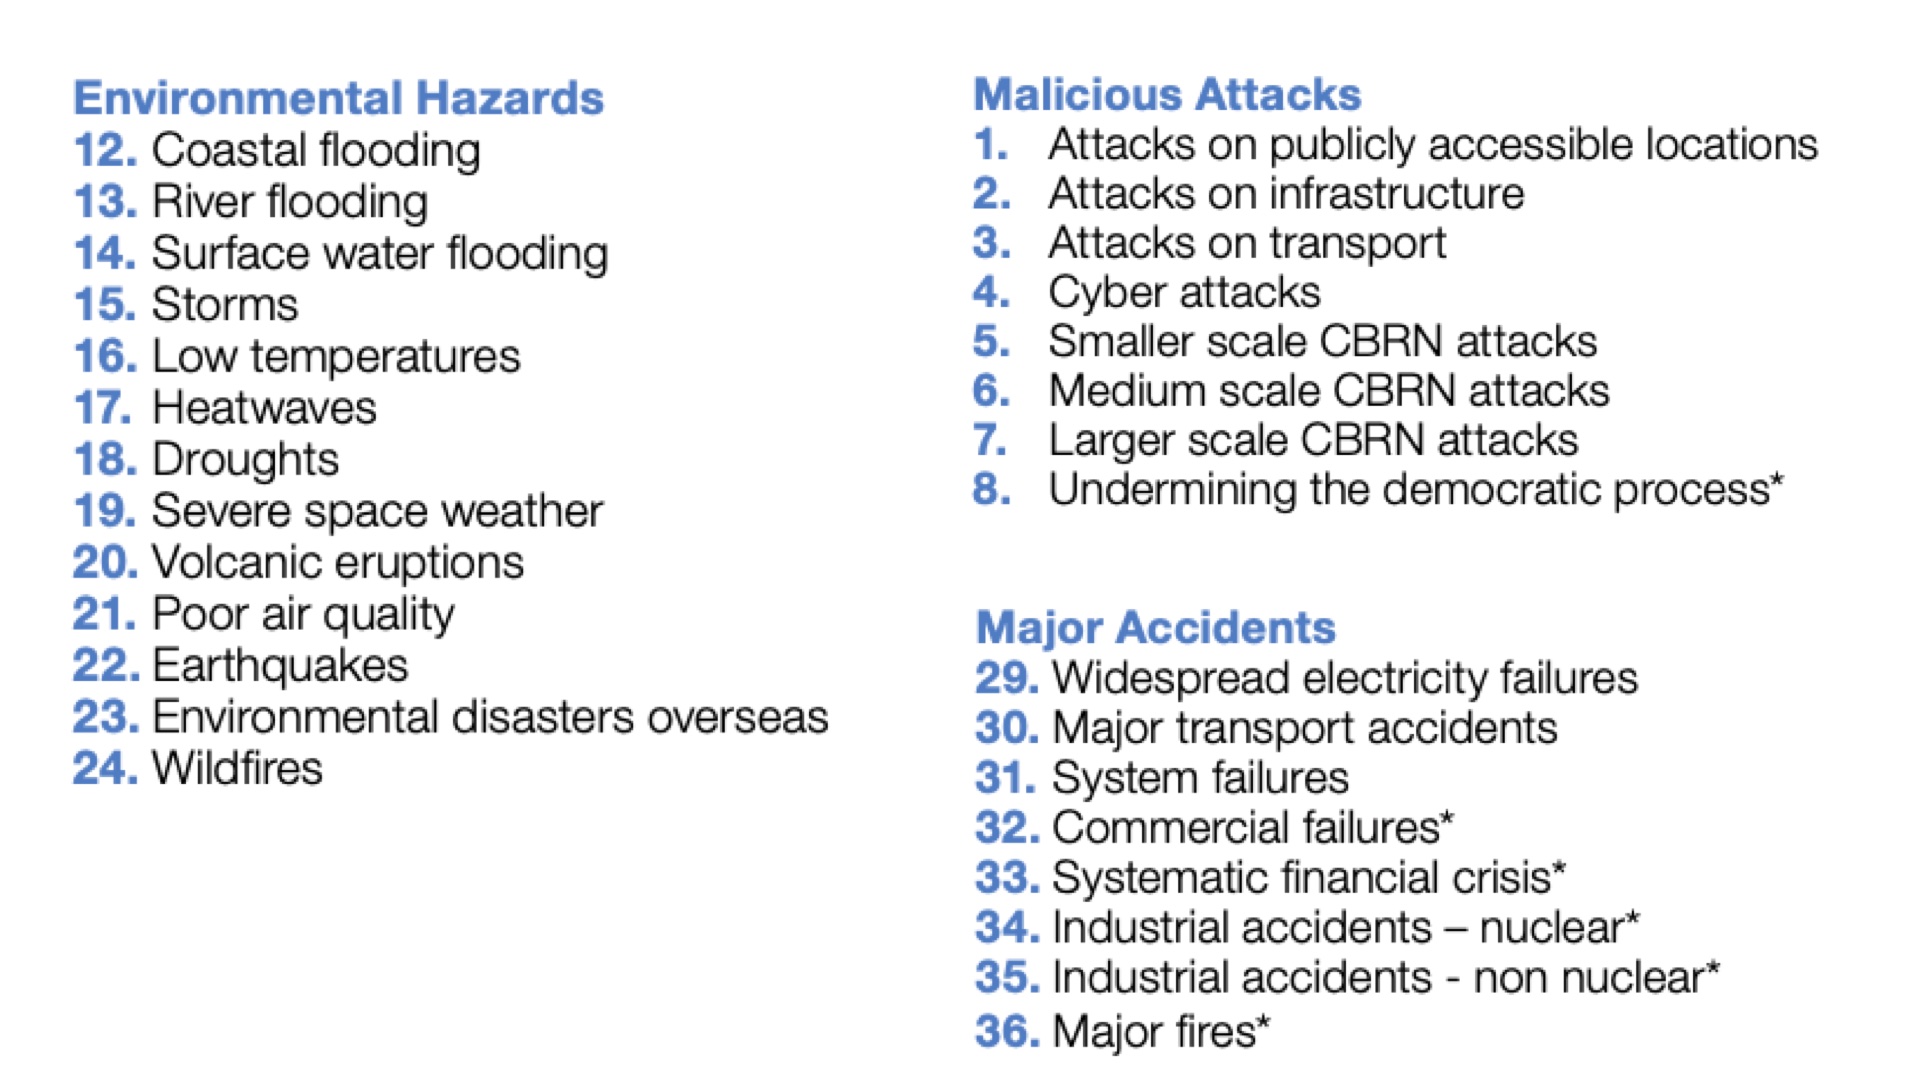 Environmental Hazards
12. Coastal flooding
13. River flooding
14. Surface water flooding
15. Storms
16. Low temperatures
17. Heatwaves
18. Droughts
19. Severe space weather
20. Volcanic eruptions
21. Poor air quality
22. Earthquakes
23. Environmental disasters overseas
24. Wildfires
Malicious Attacks
1. Attacks on publicly accessible locations
2. Attacks on infrastructure
3. Attacks on transport
4. Cyber attacks
5. Smaller scale CBRN attacks
6. Medium scale CBRN attacks
7. Larger scale CBRN attacks
8. Undermining the democratic process*
Major Accidents
29. Widespread electricity failures
30. Major transport accidents
31. System failures
32. Commercial failures*
33. Systematic financial crisis*
34. Industrial accidents – nuclear*
35. Industrial accidents - non nuclear*
36. Major fires*